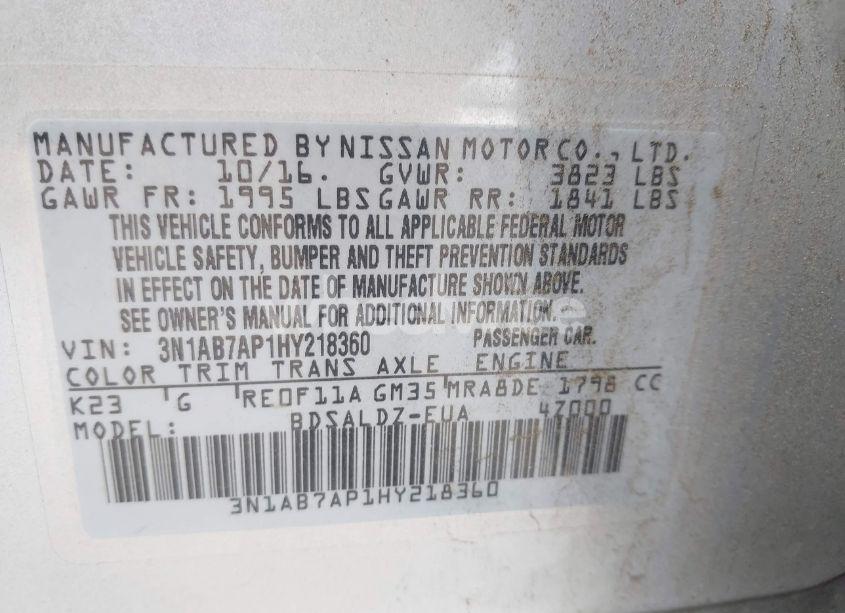 MANUFACTURED BY NISSAN MOTOR CO., LTD.
DATE: 10/16. GVWR: 3823 LBS
GAWR FR: 1995 LBS GAWR RR: 1841 LBS
THIS VEHICLE CONFORMS TO ALL APPLICABLE FEDERAL MOTOR
VEHICLE SAFETY, BUMPER AND THEFT PREVENTION STANDARDS
IN EFFECT ON THE DATE OF MANUFACTURE SHOWN ABOVE.
SEE OWNER'S MANUAL FOR ADDITIONAL INFORMATION.
VIN: 3N1AB7AP1HY218360 PASSENGER CAR.
COLOR TRIM TRANS AXLE ENGINE
K23 G RE0F11A GM35 MRA8DE 1798 CC
MODEL: BDSALDZ-EUA 4Z000
3N1AB7AP1HY218360